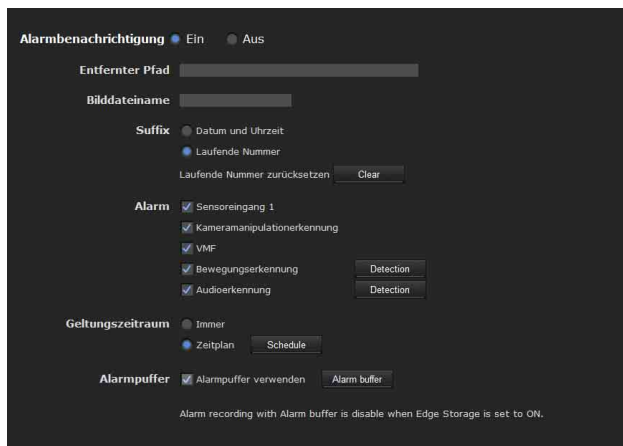 Alarmbenachrichtigung Ein Aus
Entfernter Pfad
Bilddateiname
Suffix Datum und Uhrzeit
Laufende Nummer
Laufende Nummer zurücksetzen Clear
Alarm Sensoreingang 1
Kameramanipulationerkennung
VMF
Bewegungserkennung Detection
Audioerkennung Detection
Geltungszeitraum Immer
Zeitplan Schedule
Alarmpuffer Alarmpuffer verwenden Alarm buffer
Alarm recording with Alarm buffer is disable when Edge Storage is set to ON.